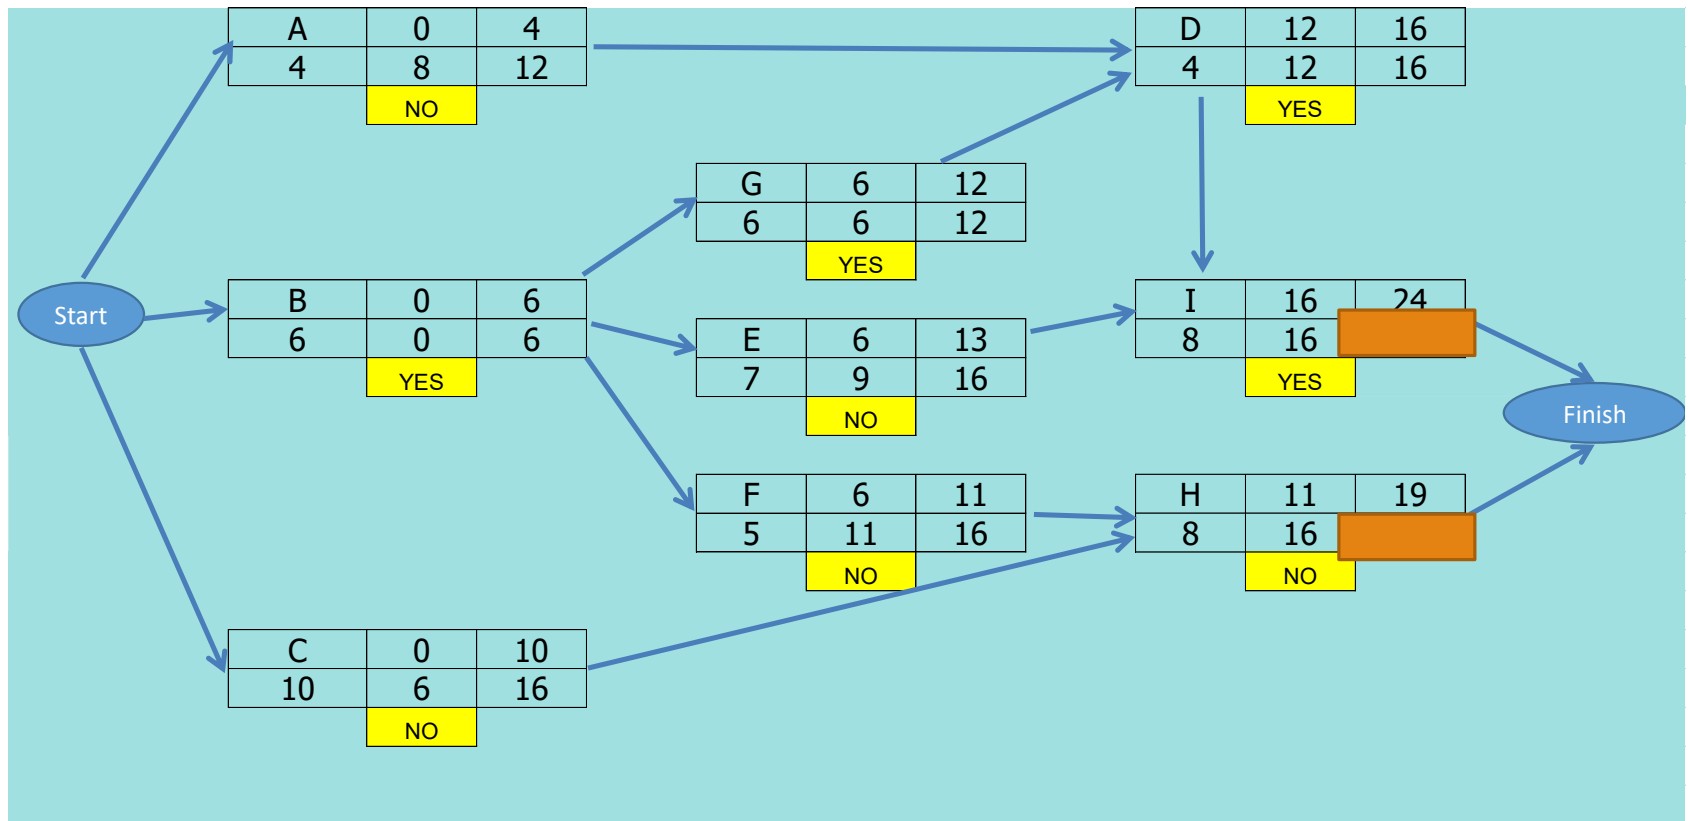 A 0 4
4 8 12
NO
D 12 16
4 12 16
YES
G 6 12
6 6 12
YES
Start
B 0 6
6 0 6
YES
E 6 13
7 9 16
NO
I 16 24
8 16
YES
Finish
F 6 11
5 11 16
NO
H 11 19
8 16
NO
C 0 10
10 6 16
NO